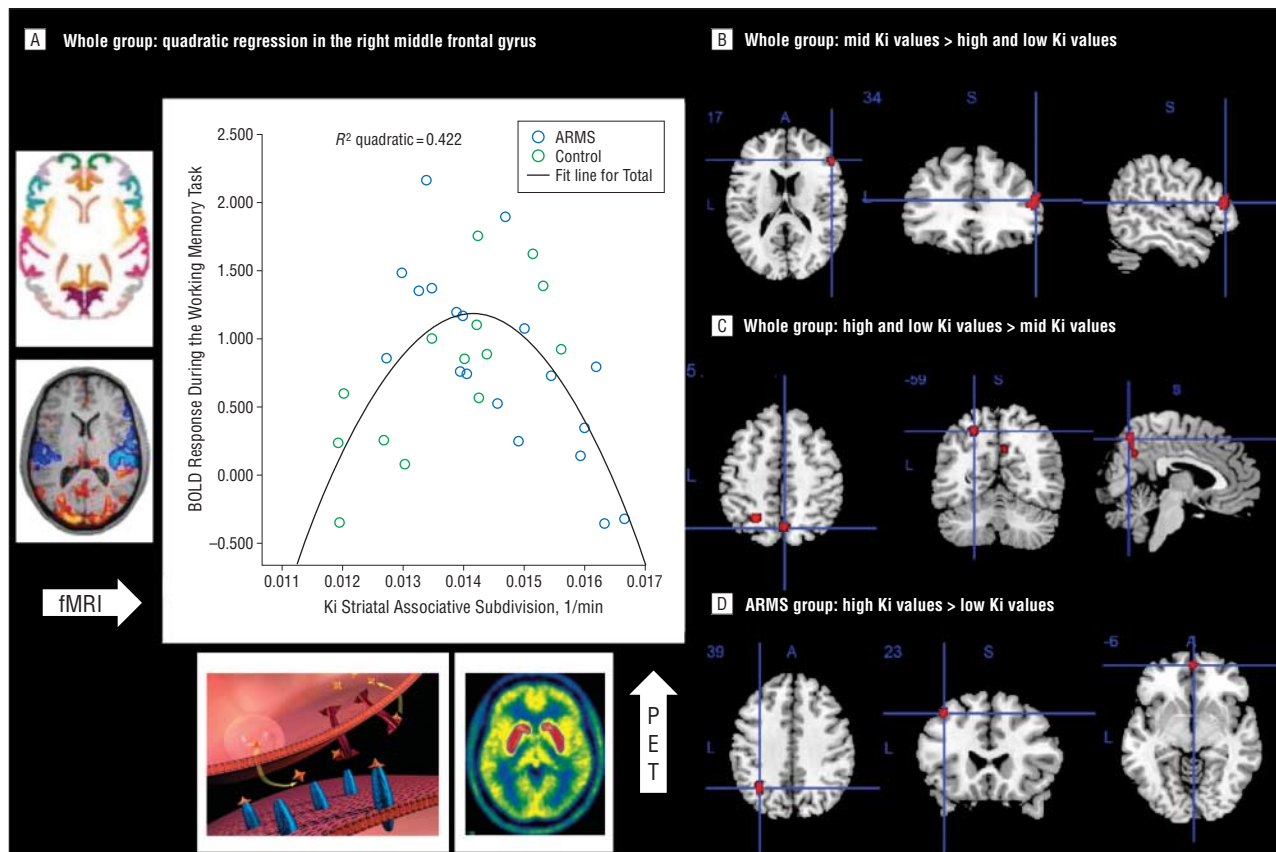 A Whole group: quadratic regression in the right middle frontal gyrus
R² quadratic = 0.422
ARMS
Control
Fit line for Total
BOLD Response During the Working Memory Task
2.500
2.000
1.500
1.000
0.500
0.000
−0.500
0.011 0.012 0.013 0.014 0.015 0.016 0.017
Ki Striatal Associative Subdivision, 1/min
fMRI
PET
B Whole group: mid Ki values > high and low Ki values
17 A 34 S S
L L
C Whole group: high and low Ki values > mid Ki values
5 -59 S S
L L
D ARMS group: high Ki values > low Ki values
39 A 23 S -6 A
L L L